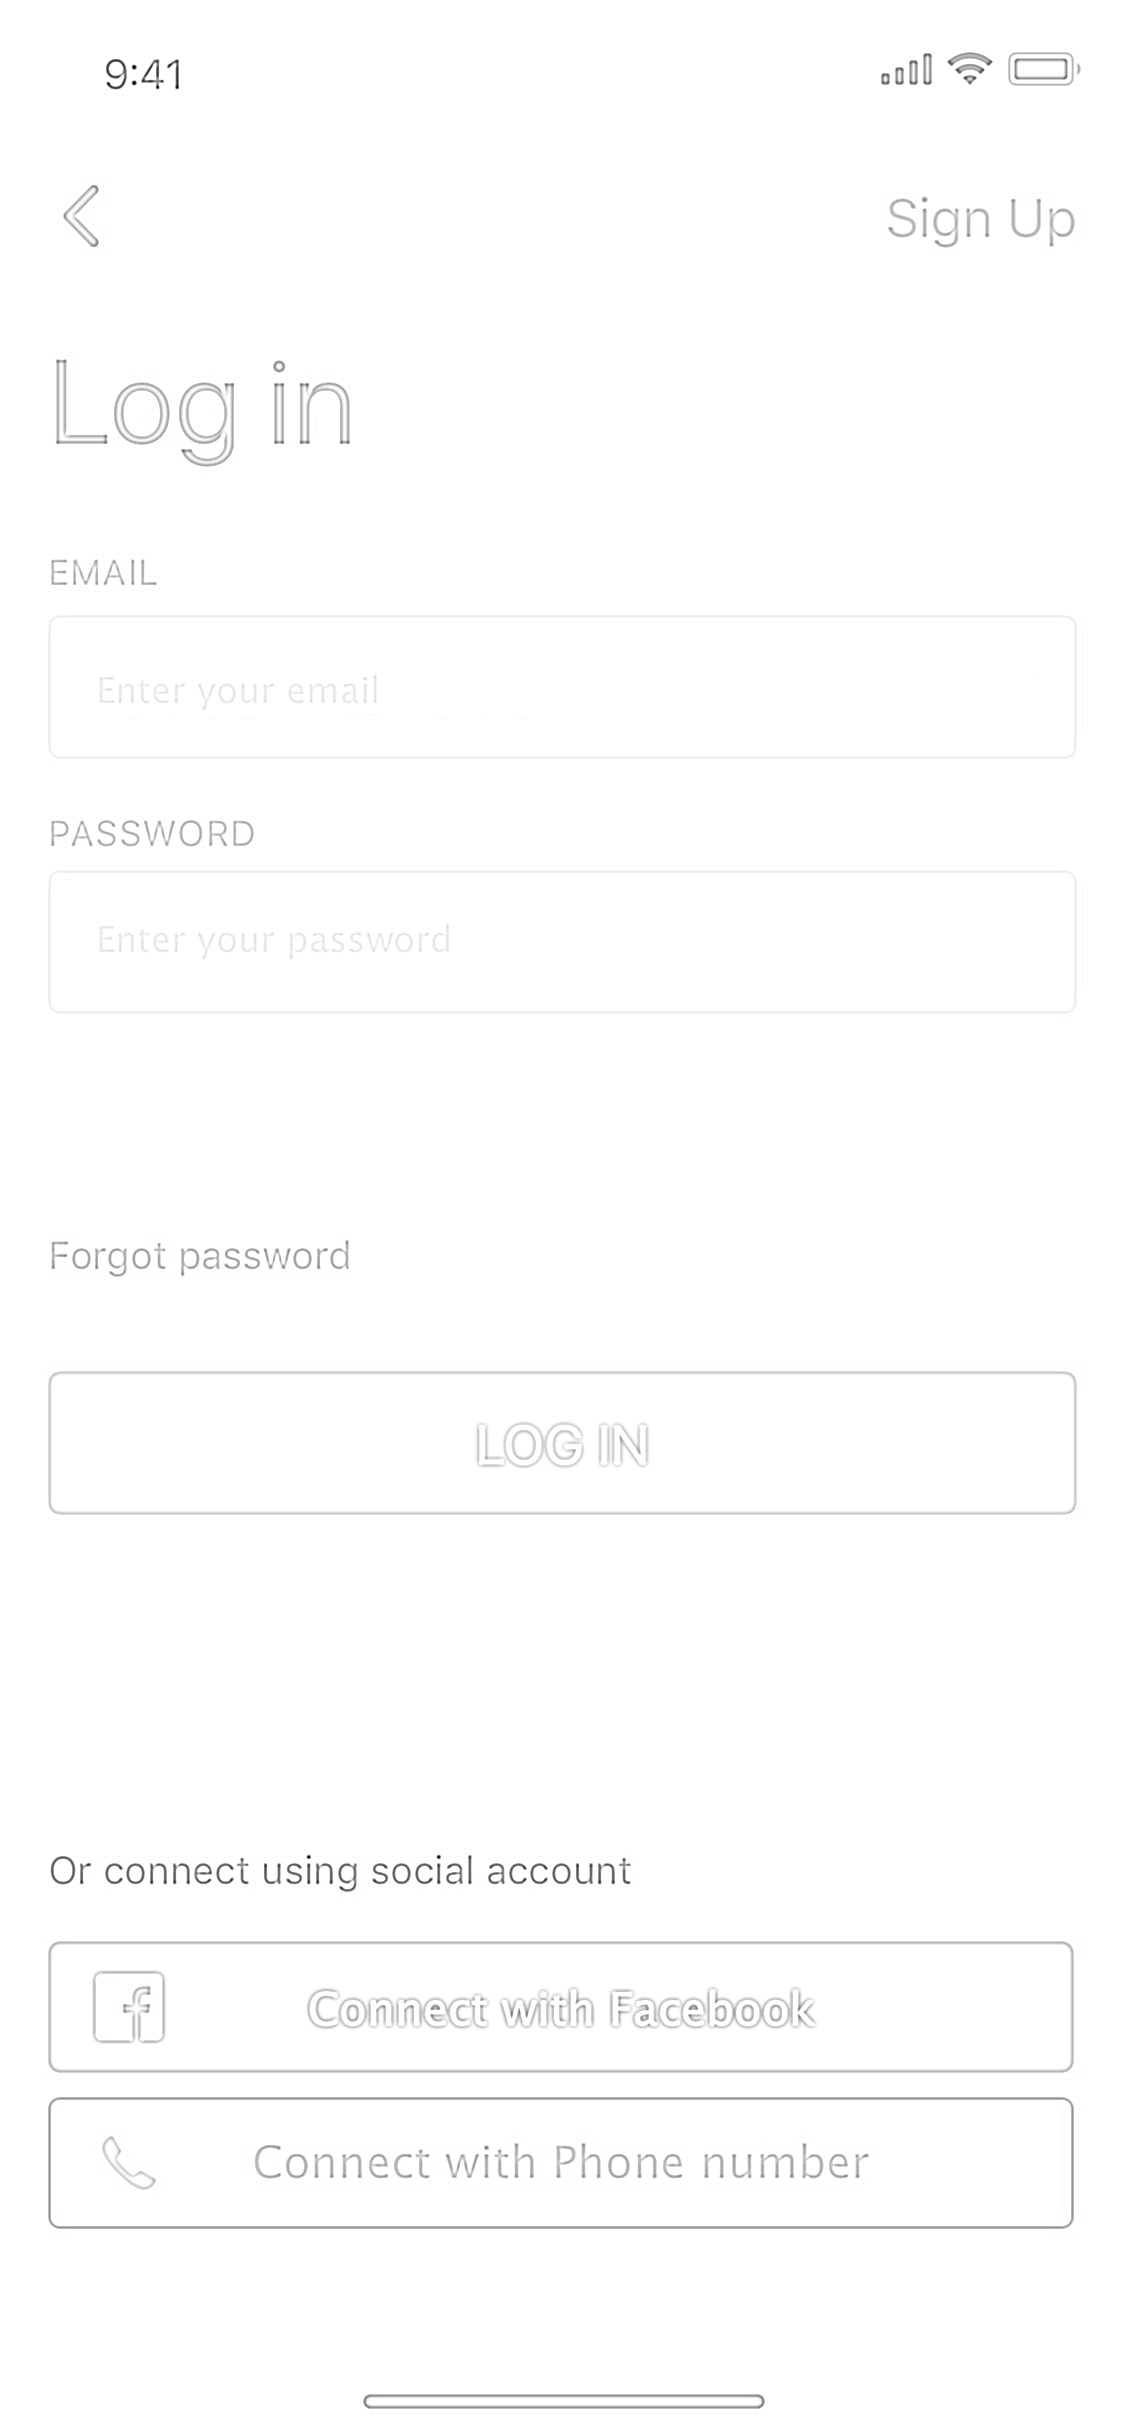 9:41
Sign Up
Log in
EMAIL
Enter your email
PASSWORD
Enter your password
Forgot password
LOG IN
Or connect using social account
f
Connect with Facebook
Connect with Phone number